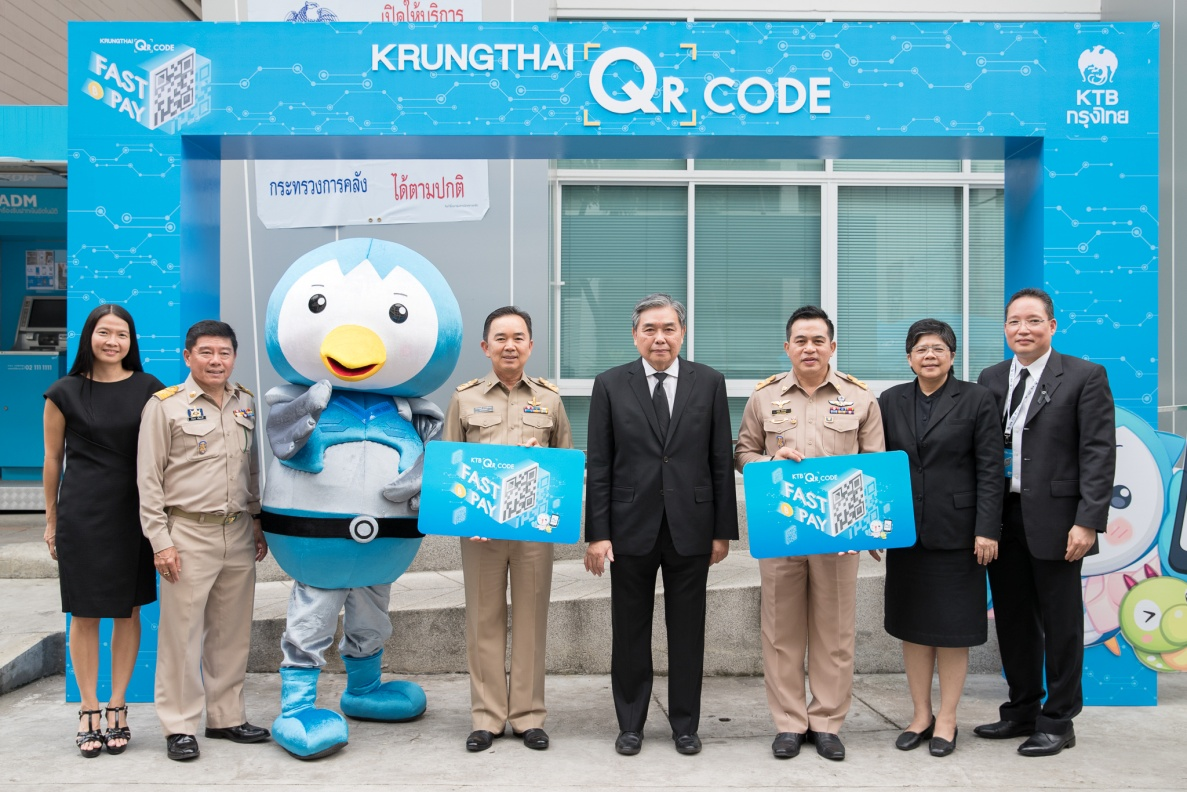 เปิดให้บริการ
KRUNGTHAI QR CODE
FAST
PAY
KRUNGTHAI QR CODE
KTB
กรุงไทย
กระทรวงการคลัง ได้ตามปกติ
ADM
KTB QR CODE
FAST
PAY
KTB QR CODE
FAST
PAY